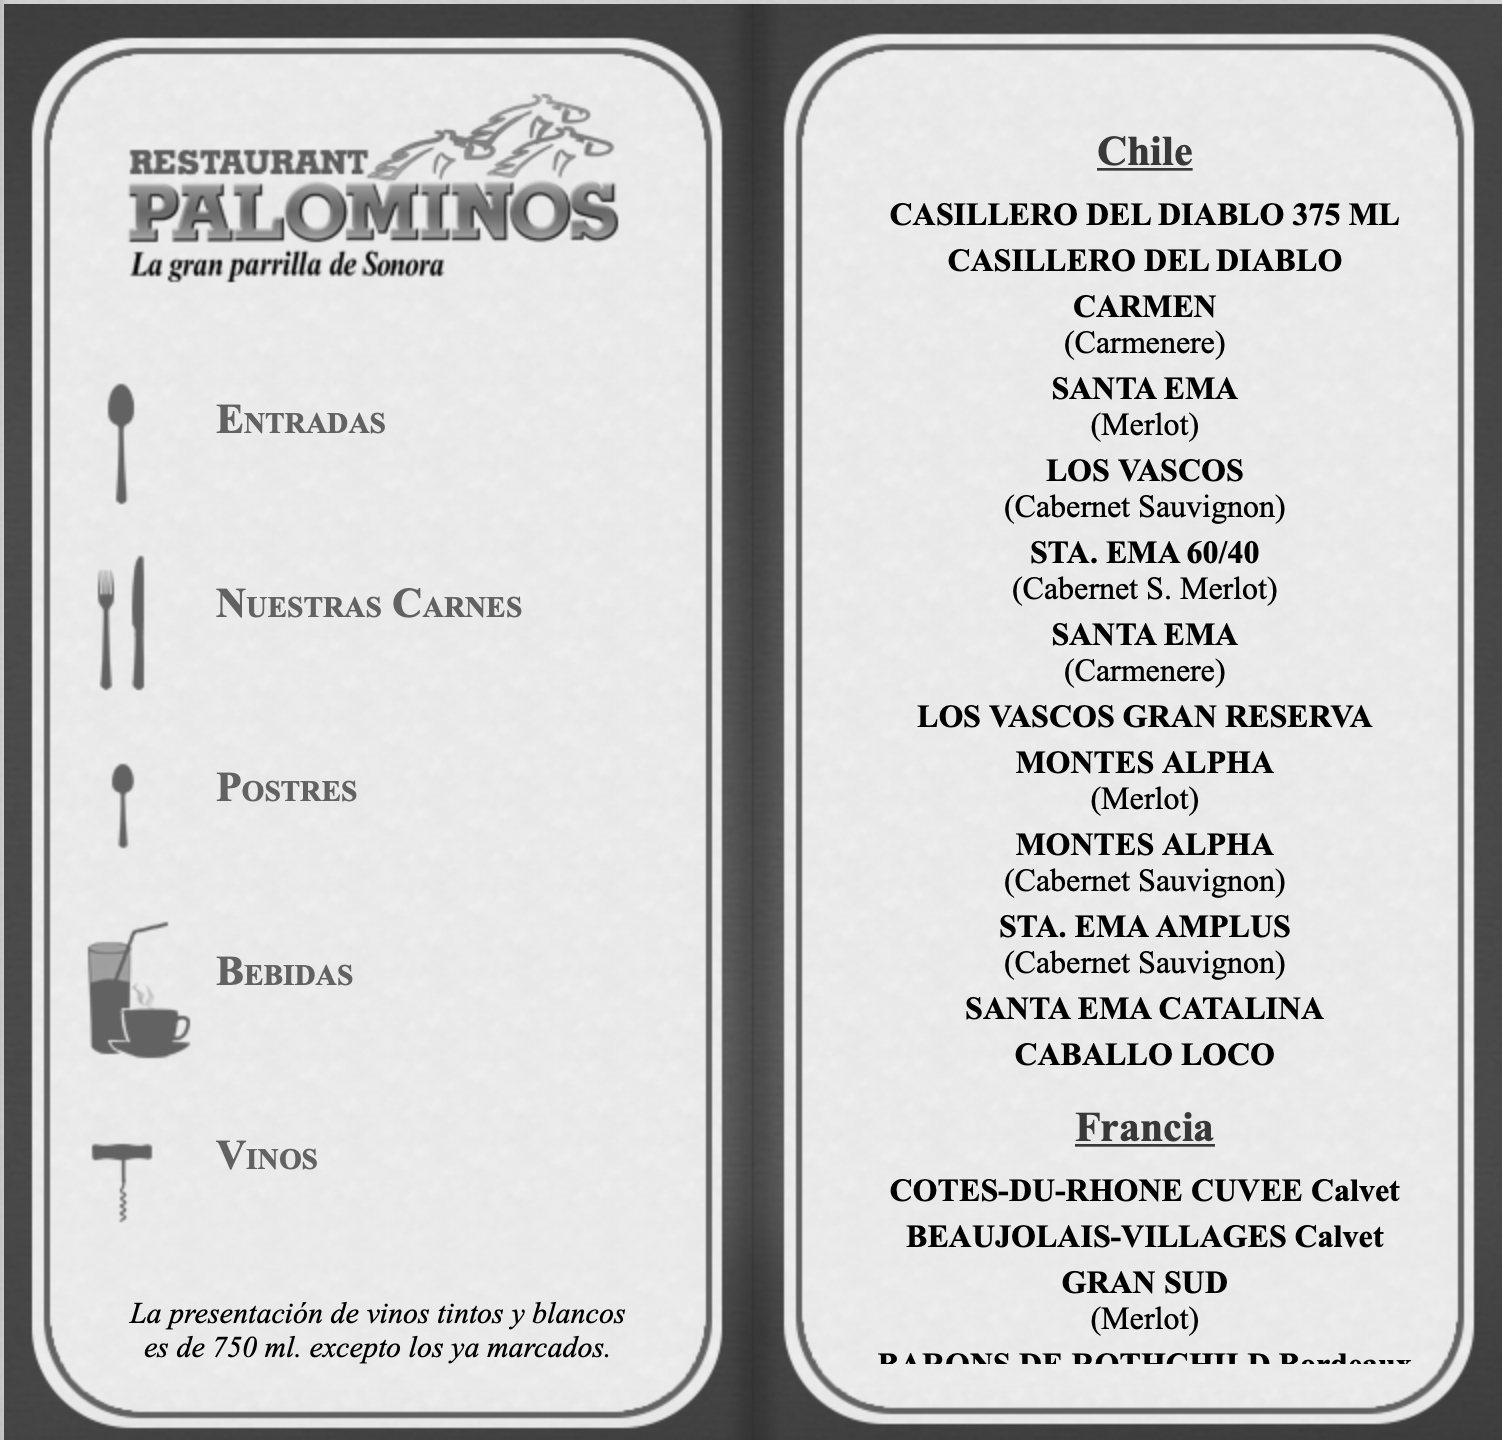 RESTAURANT
PALOMINOS
La gran parrilla de Sonora
ENTRADAS
NUESTRAS CARNES
POSTRES
BEBIDAS
VINOS
La presentación de vinos tintos y blancos
es de 750 ml. excepto los ya marcados.
Chile
CASILLERO DEL DIABLO 375 ML
CASILLERO DEL DIABLO
CARMEN
(Carmenere)
SANTA EMA
(Merlot)
LOS VASCOS
(Cabernet Sauvignon)
STA. EMA 60/40
(Cabernet S. Merlot)
SANTA EMA
(Carmenere)
LOS VASCOS GRAN RESERVA
MONTES ALPHA
(Merlot)
MONTES ALPHA
(Cabernet Sauvignon)
STA. EMA AMPLUS
(Cabernet Sauvignon)
SANTA EMA CATALINA
CABALLO LOCO
Francia
COTES-DU-RHONE CUVEE Calvet
BEAUJOLAIS-VILLAGES Calvet
GRAN SUD
(Merlot)
BARONS DE ROTHCHILD Bordeaux